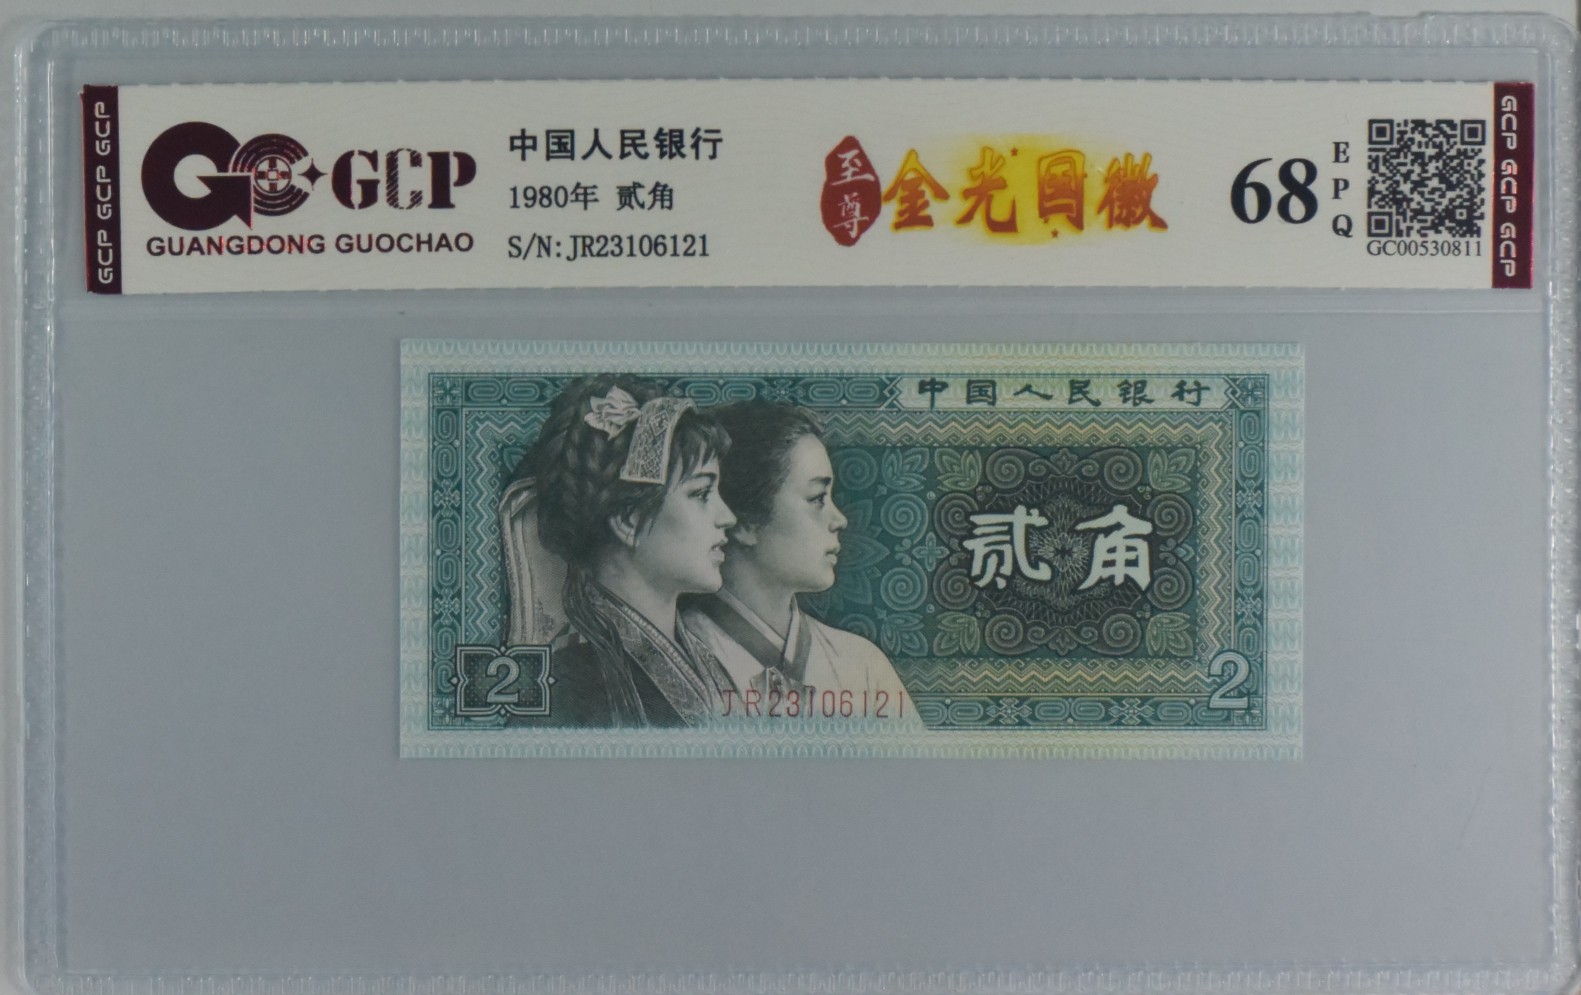 GCP GCP GCP
GCP
GUANGDONG GUOCHAO
中国人民银行
1980年 贰角
S/N: JR23106121
至尊
金光国徽
68
EPQ
GC00530811
GCP GCP GCP
中国人民银行
贰角
2
JR23106121
2